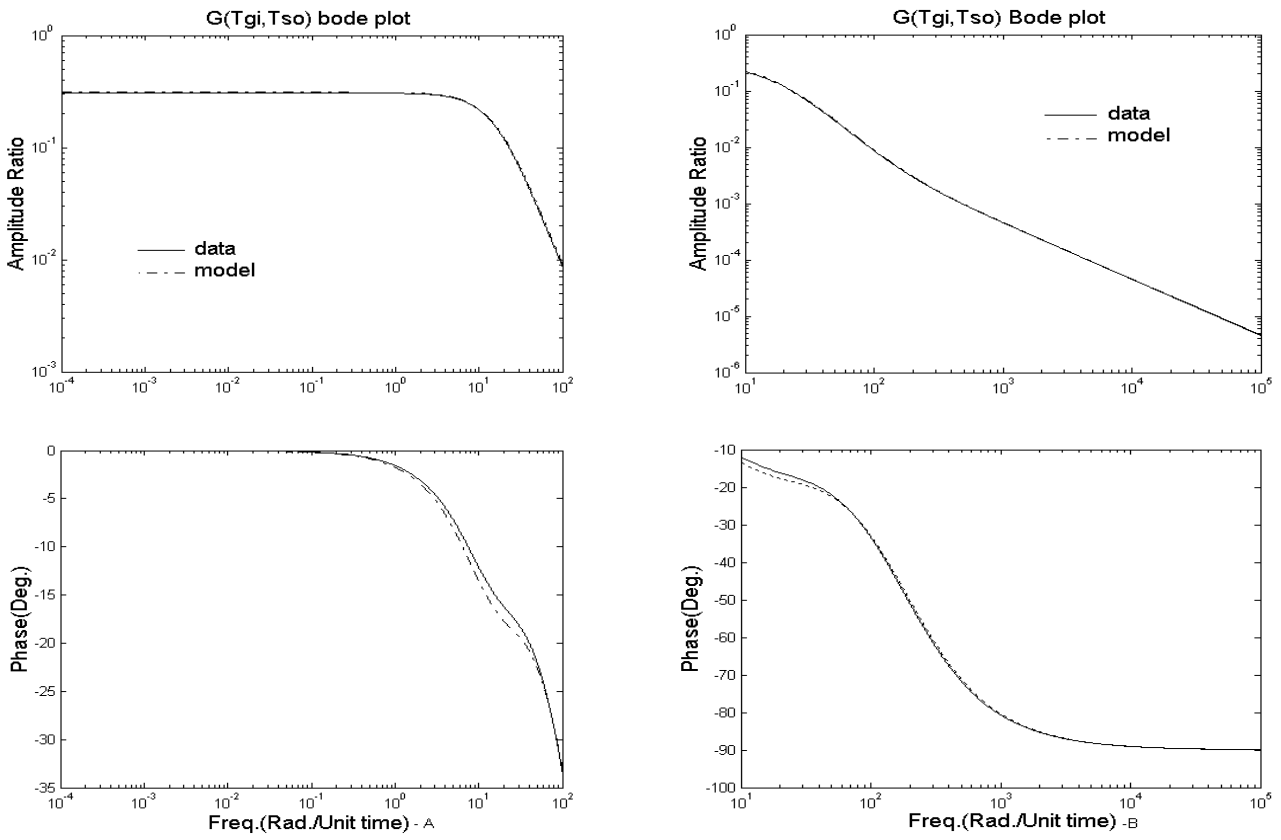 G(Tgi,Tso) bode plot
10^0
10^-1
10^-2
10^-3
Amplitude Ratio
data
model
10^-4 10^-3 10^-2 10^-1 10^0 10^1 10^2
G(Tgi,Tso) Bode plot
10^0
10^-1
10^-2
10^-3
10^-4
10^-5
10^-6
Amplitude Ratio
data
model
10^1 10^2 10^3 10^4 10^5
0
-5
-10
-15
-20
-25
-30
-35
Phase(Deg.)
10^-4 10^-3 10^-2 10^-1 10^0 10^1 10^2
Freq.(Rad./Unit time) - A
-10
-20
-30
-40
-50
-60
-70
-80
-90
-100
Phase(Deg.)
10^1 10^2 10^3 10^4 10^5
Freq.(Rad./Unit time) -B